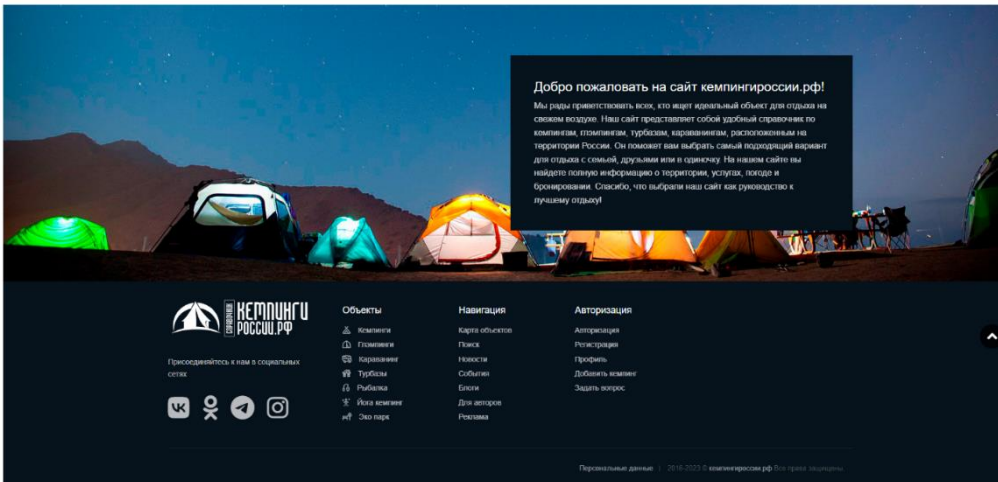 Добро пожаловать на сайт кемпингироссии.рф!
Мы рады приветствовать всех, кто ищет идеальный объект для отдыха на
свежем воздухе. Наш сайт представляет собой удобный справочник по
кемпингам, глэмпингам, турбазам, караванингам, расположенным на
территории России. Он поможет вам выбрать самый подходящий вариант
для отдыха с семьей, друзьями или в одиночку. На нашем сайте вы
найдете полную информацию о территории, услугах, погоде и
бронировании. Спасибо, что выбрали наш сайт как руководство к
лучшему отдыху!
СПРАВОЧНИК
КЕМПИНГИ
РОССИИ.РФ
Присоединяйтесь к нам в социальных
сетях
Объекты
Кемпинги
Глэмпинги
Караванинг
Турбазы
Рыбалка
Йога кемпинг
Эко парк
Навигация
Карта объектов
Поиск
Новости
События
Блоги
Для авторов
Реклама
Авторизация
Авторизация
Регистрация
Профиль
Добавить кемпинг
Задать вопрос
Персональные данные | 2016-2023 © кемпингироссии.рф Все права защищены